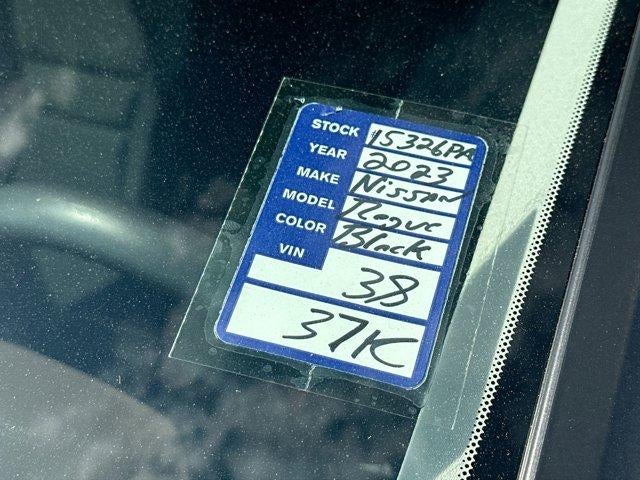 STOCK 15326PA
YEAR 2023
MAKE Nissan
MODEL Rogue
COLOR Black
VIN
38
37K